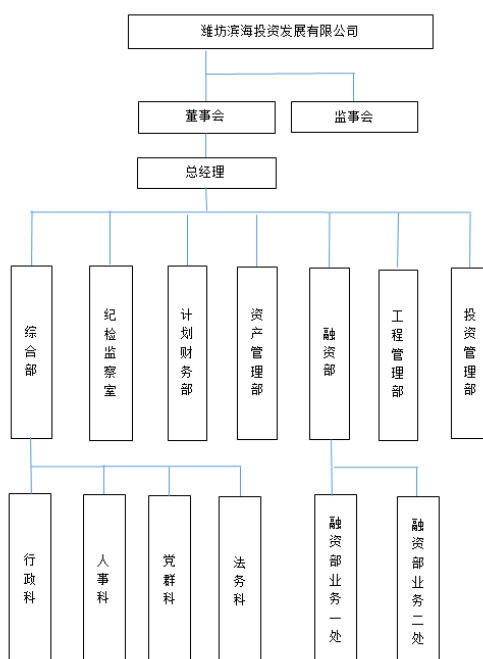 潍坊滨海投资发展有限公司
董事会
监事会
总经理
综合部
纪检监察室
计划财务部
资产管理部
融资部
工程管理部
投资管理部
行政科
人事科
党群科
法务科
融资部业务一处
融资部业务二处